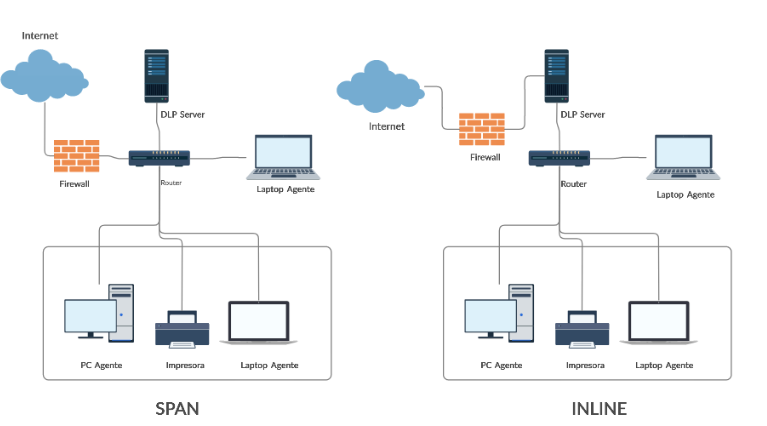 Internet
DLP Server
Firewall
Router
Laptop Agente
PC Agente
Impresora
Laptop Agente
SPAN
Internet
DLP Server
Firewall
Router
Laptop Agente
PC Agente
Impresora
Laptop Agente
INLINE